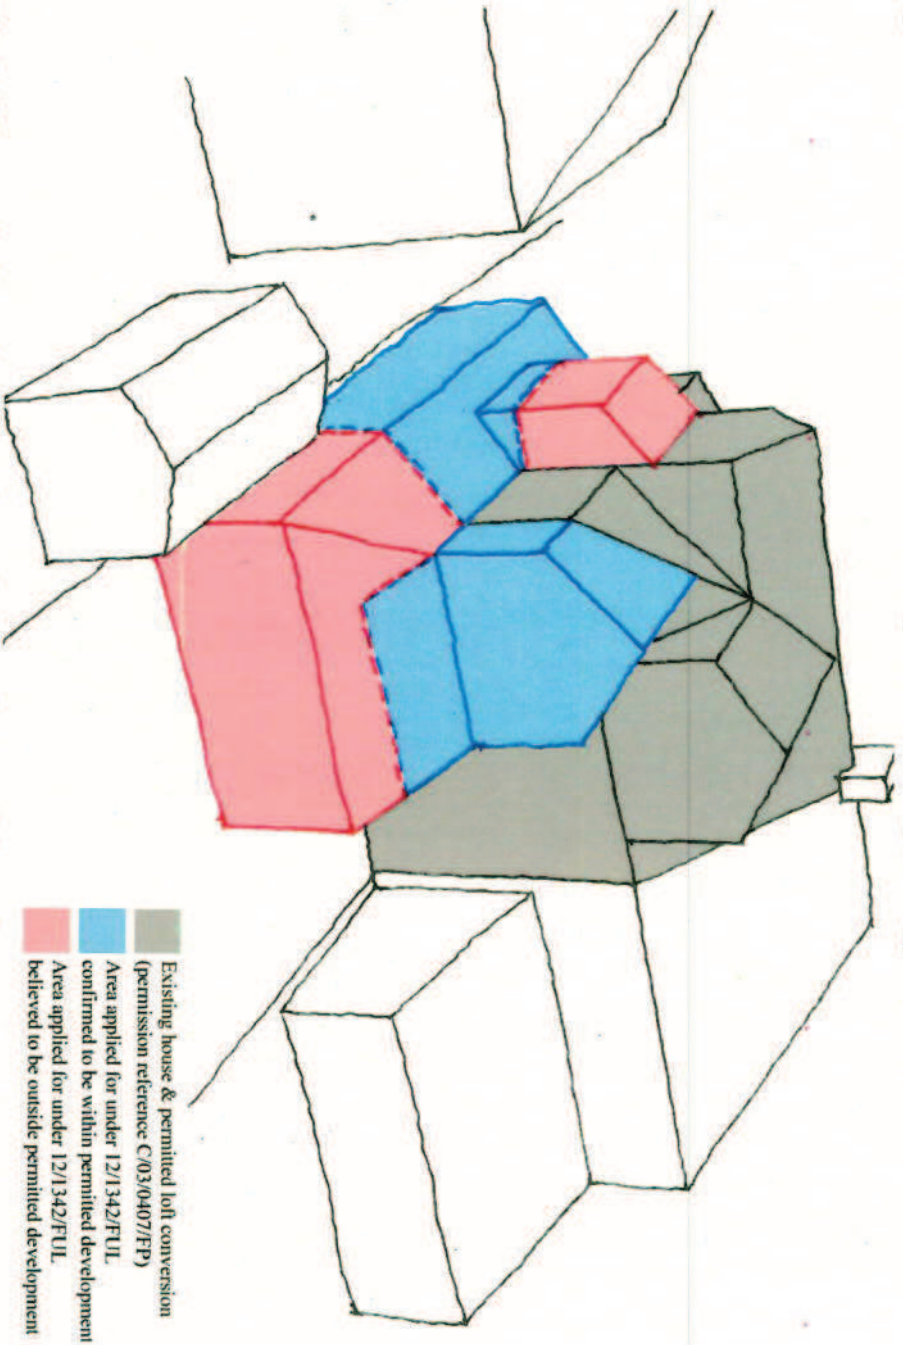 Existing house & permitted loft conversion
(permission reference C/03/0407/FP)
Area applied for under 12/1342/FUL
confirmed to be within permitted development
Area applied for under 12/1342/FUL
believed to be outside permitted development